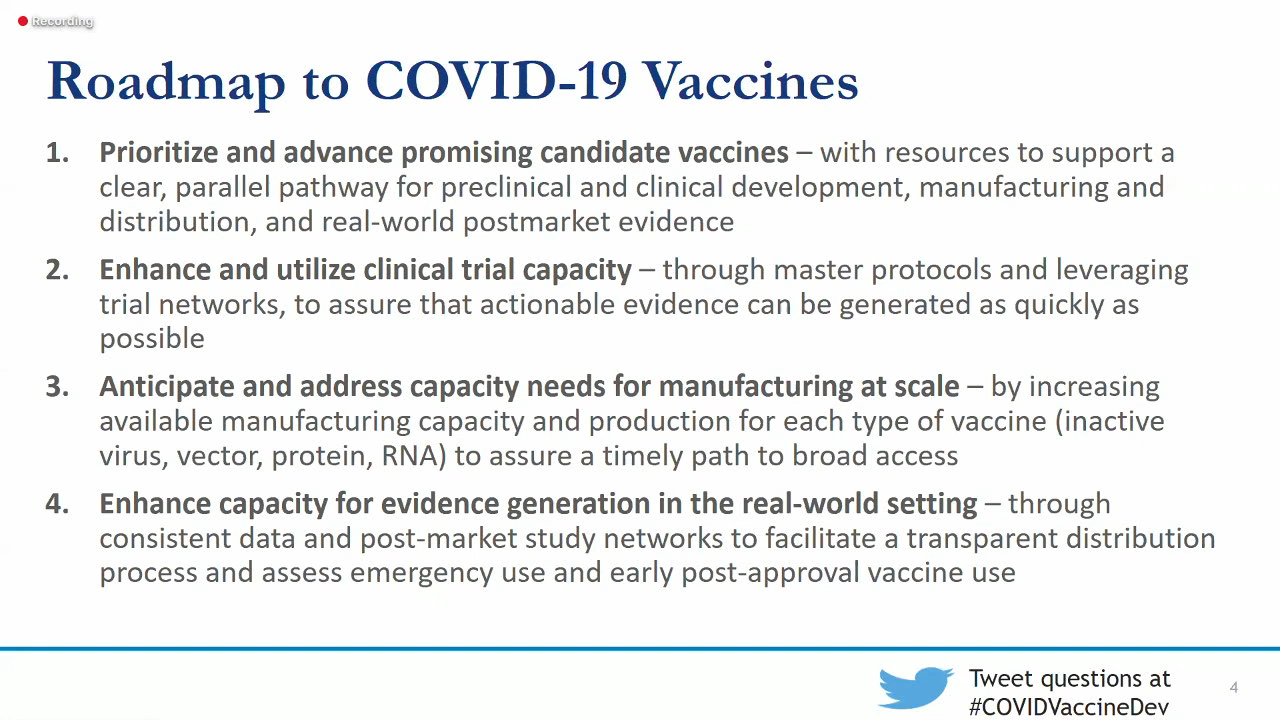 Recording
Roadmap to COVID-19 Vaccines
1. Prioritize and advance promising candidate vaccines – with resources to support a
clear, parallel pathway for preclinical and clinical development, manufacturing and
distribution, and real-world postmarket evidence
2. Enhance and utilize clinical trial capacity – through master protocols and leveraging
trial networks, to assure that actionable evidence can be generated as quickly as
possible
3. Anticipate and address capacity needs for manufacturing at scale – by increasing
available manufacturing capacity and production for each type of vaccine (inactive
virus, vector, protein, RNA) to assure a timely path to broad access
4. Enhance capacity for evidence generation in the real-world setting – through
consistent data and post-market study networks to facilitate a transparent distribution
process and assess emergency use and early post-approval vaccine use
Tweet questions at
#COVIDVaccineDev
4